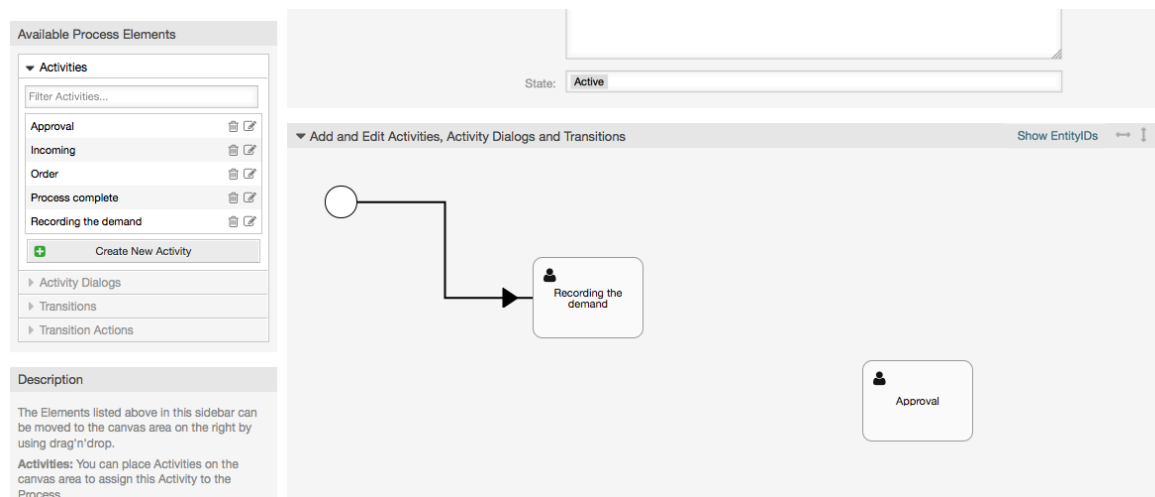 Available Process Elements
Activities
Filter Activities...
Approval
Incoming
Order
Process complete
Recording the demand
Create New Activity
Activity Dialogs
Transitions
Transition Actions
Description
The Elements listed above in this sidebar can
be moved to the canvas area on the right by
using drag'n'drop.
Activities: You can place Activities on the
canvas area to assign this Activity to the
Process.
State: Active
Add and Edit Activities, Activity Dialogs and Transitions
Show EntityIDs
Recording the
demand
Approval